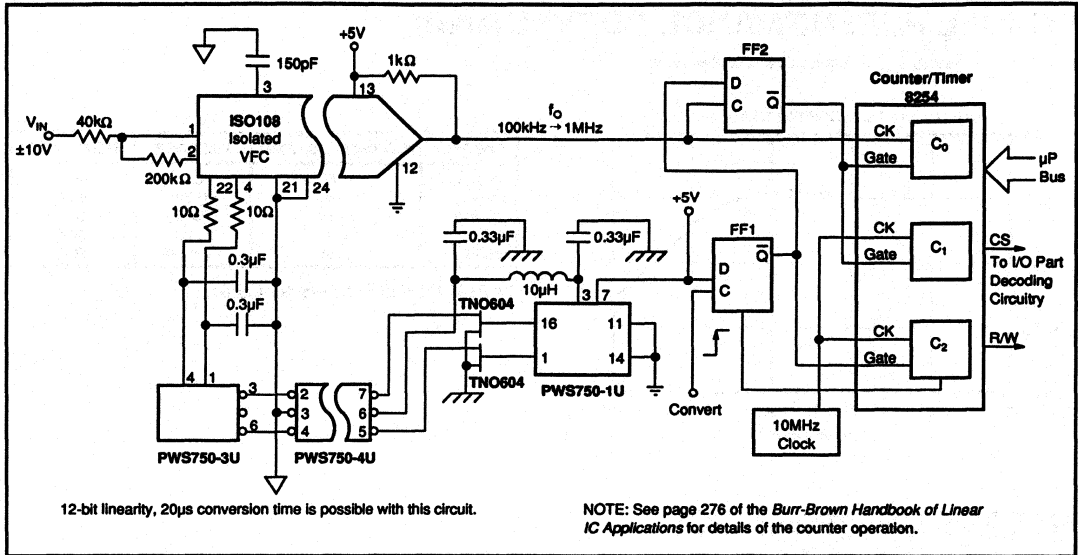 +5V
1kΩ
150pF
3
13
FF2
D
C
Q
Counter/Timer
8254
V_IN
±10V
40kΩ
1
2
200kΩ
ISO108
Isolated
VFC
f_O
100kHz → 1MHz
12
CK
Gate
C0
µP
Bus
22
4
21
24
10Ω
10Ω
+5V
0.33µF
0.33µF
FF1
D
C
Q
CK
Gate
C1
CS
To I/O Part
Decoding
Circuitry
0.3µF
0.3µF
10µH
TNO604
3
7
16
1
11
14
TNO604
PWS750-1U
CK
Gate
C2
R/W
Convert
10MHz
Clock
4
1
3
6
2
3
4
7
6
5
PWS750-3U
PWS750-4U
12-bit linearity, 20µs conversion time is possible with this circuit.
NOTE: See page 276 of the Burr-Brown Handbook of Linear
IC Applications for details of the counter operation.